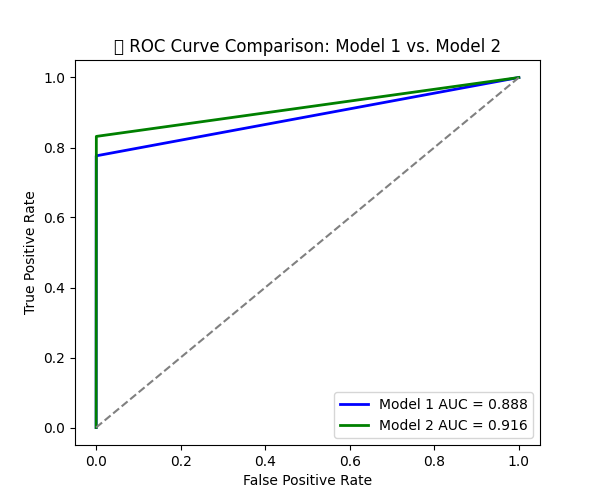 ROC Curve Comparison: Model 1 vs. Model 2
True Positive Rate
1.0
0.8
0.6
0.4
0.2
0.0
Model 1 AUC = 0.888
Model 2 AUC = 0.916
0.0 0.2 0.4 0.6 0.8 1.0
False Positive Rate